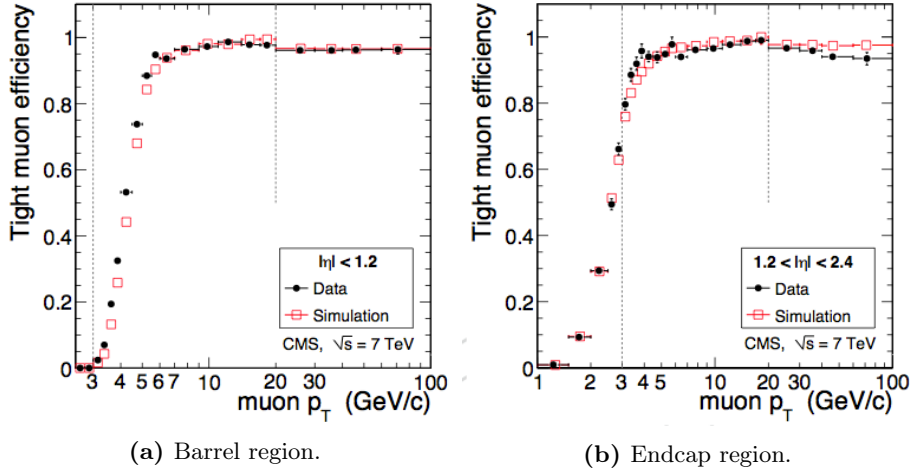 Tight muon efficiency
1
0.8
0.6
0.4
0.2
0
|η| < 1.2
Data
Simulation
CMS, √s = 7 TeV
3 4 5 6 7 10 20 30 100
muon p_T (GeV/c)
(a) Barrel region.
Tight muon efficiency
1
0.8
0.6
0.4
0.2
0
1.2 < |η| < 2.4
Data
Simulation
CMS, √s = 7 TeV
1 2 3 4 5 10 20 30 100
muon p_T (GeV/c)
(b) Endcap region.